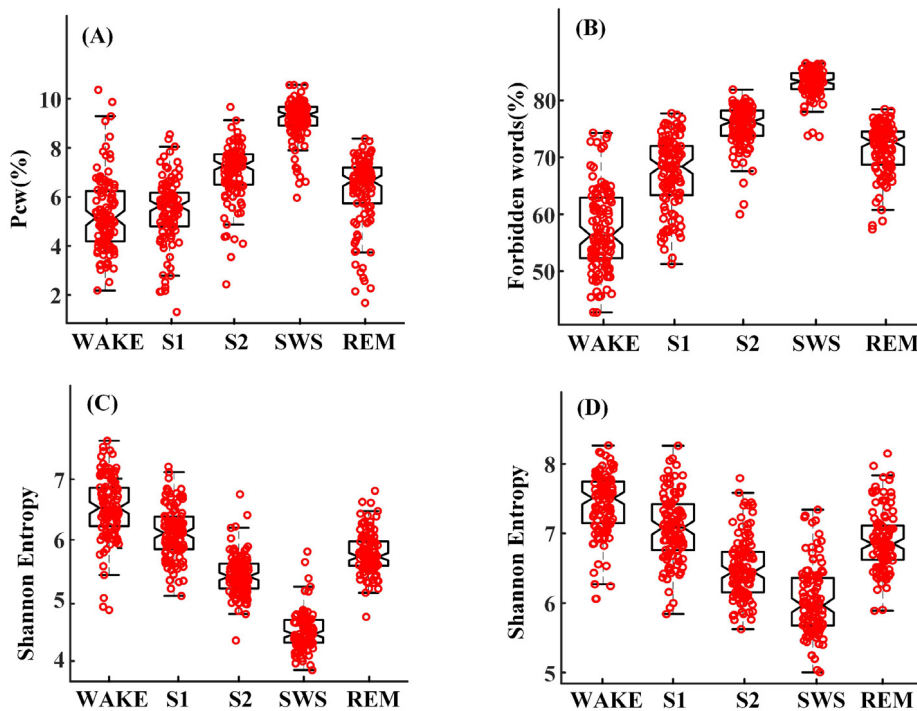 (A)
Pcw(%)
10
8
6
4
2
WAKE S1 S2 SWS REM
(B)
Forbidden words(%)
80
70
60
50
WAKE S1 S2 SWS REM
(C)
Shannon Entropy
7
6
5
4
WAKE S1 S2 SWS REM
(D)
Shannon Entropy
8
7
6
5
WAKE S1 S2 SWS REM